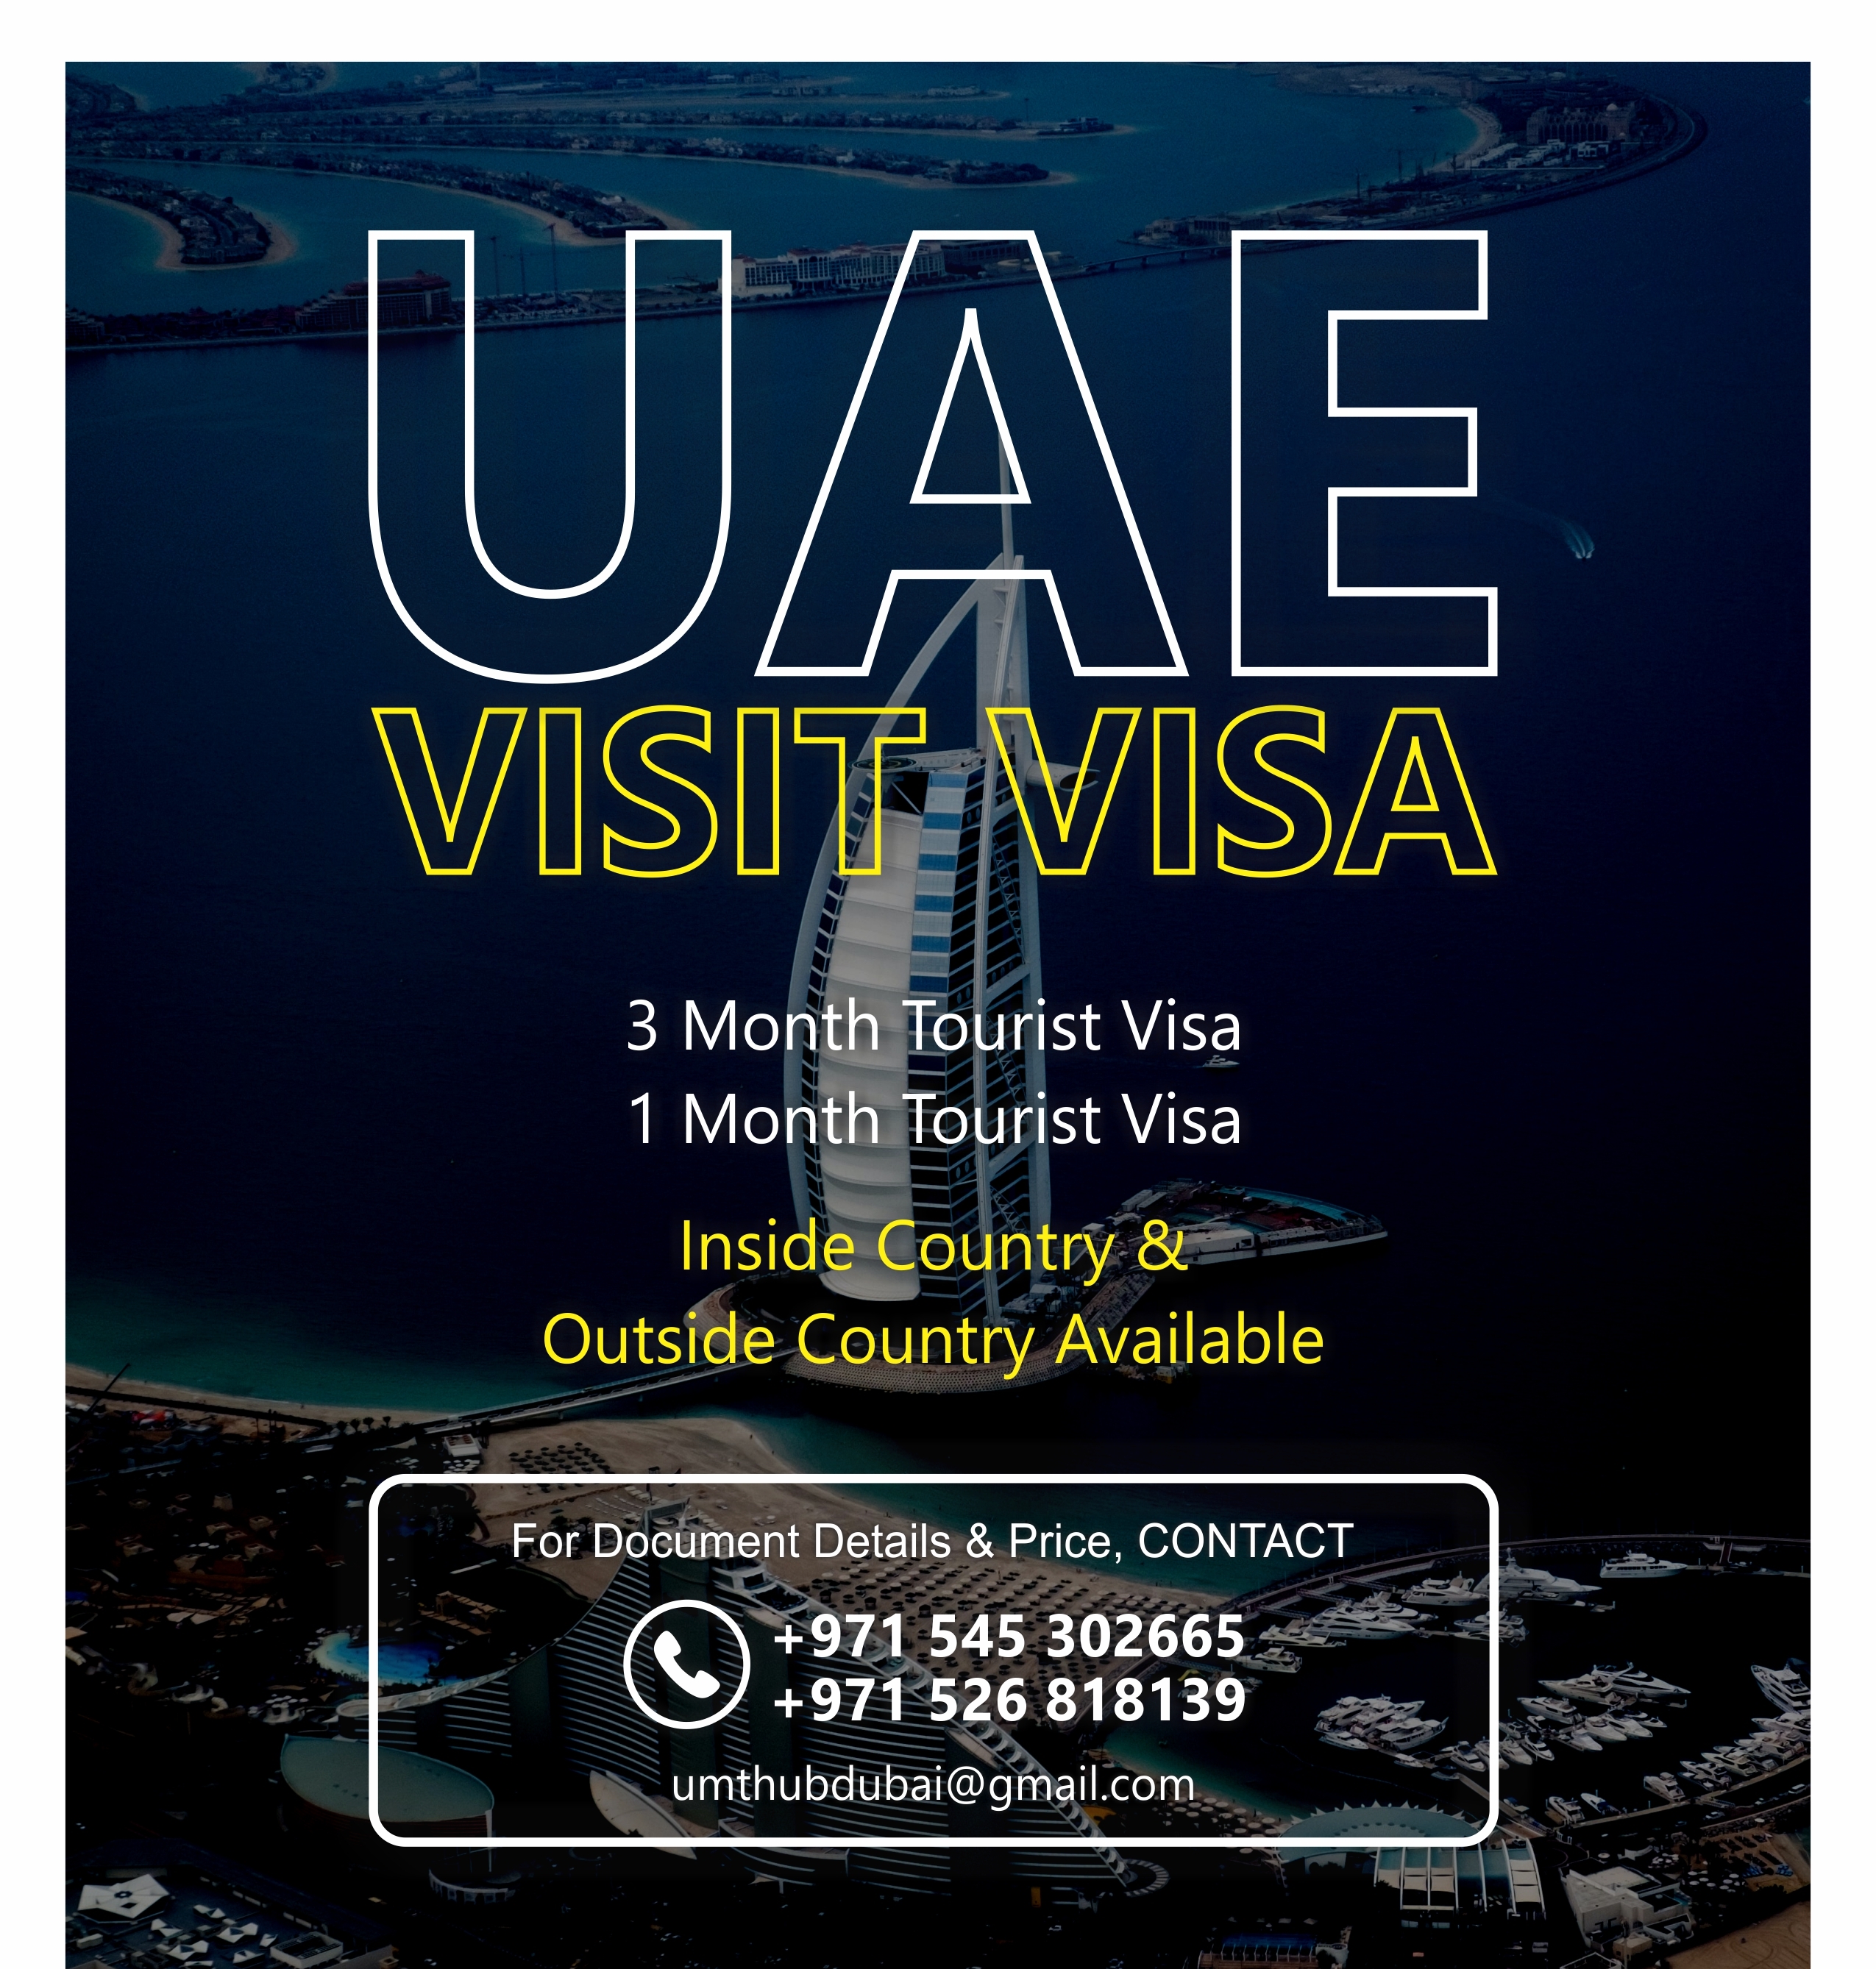 UAE
VISIT VISA
3 Month Tourist Visa
1 Month Tourist Visa
Inside Country &
Outside Country Available
For Document Details & Price, CONTACT
+971 545 302665
+971 526 818139
umthubdubai@gmail.com